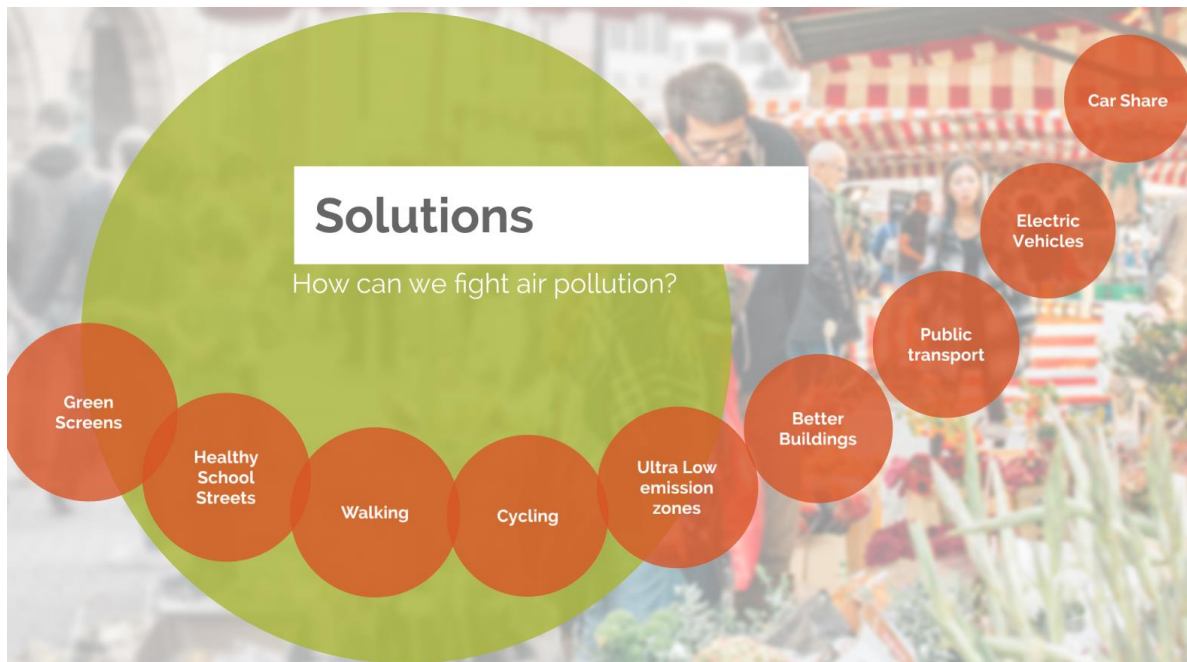 Solutions
How can we fight air pollution?
Green
Screens
Healthy
School
Streets
Walking
Cycling
Ultra Low
emission
zones
Better
Buildings
Public
transport
Electric
Vehicles
Car Share